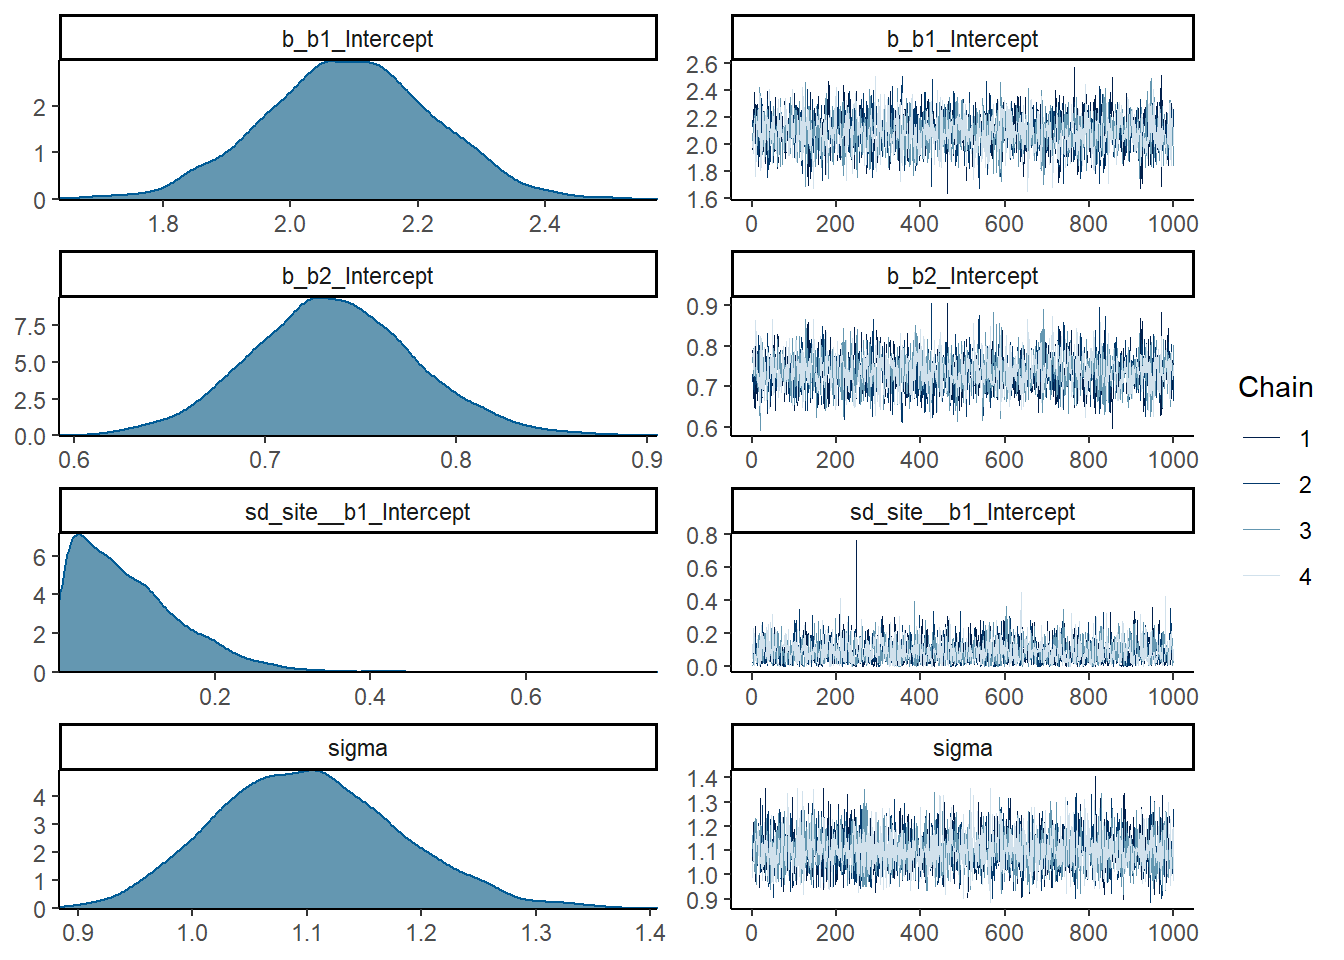 b_b1_Intercept
b_b1_Intercept
2
1
0
1.8 2.0 2.2 2.4
2.6
2.4
2.2
2.0
1.8
1.6
0 200 400 600 800 1000
b_b2_Intercept
b_b2_Intercept
7.5
5.0
2.5
0.0
0.6 0.7 0.8 0.9
0.9
0.8
0.7
0.6
0 200 400 600 800 1000
sd_site__b1_Intercept
sd_site__b1_Intercept
6
4
2
0
0.2 0.4 0.6
0.8
0.6
0.4
0.2
0.0
0 200 400 600 800 1000
sigma
sigma
4
3
2
1
0
0.9 1.0 1.1 1.2 1.3 1.4
1.4
1.3
1.2
1.1
1.0
0.9
0 200 400 600 800 1000
Chain
1
2
3
4